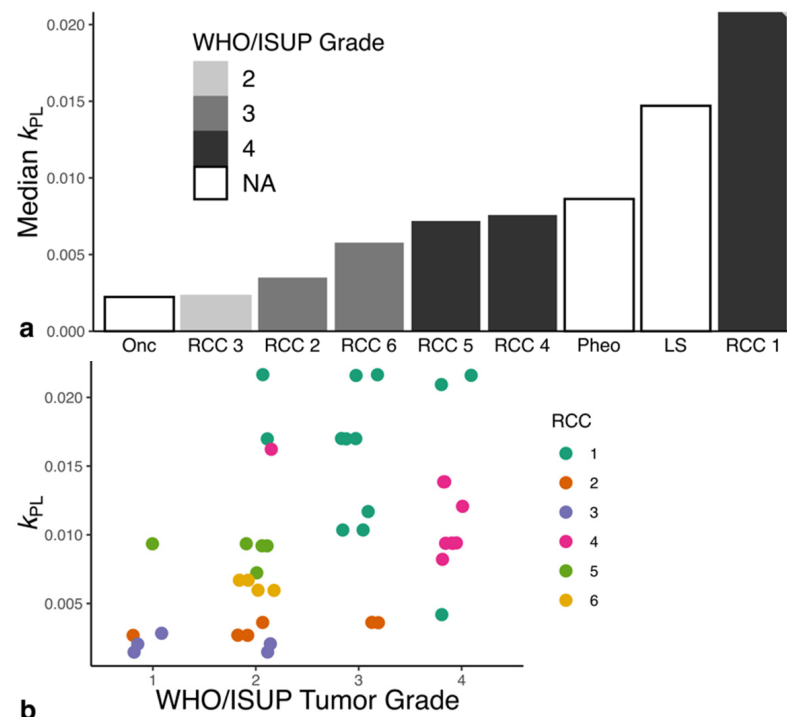 0.020
0.015
0.010
0.005
0.000
Median kPL
WHO/ISUP Grade
2
3
4
NA
a
Onc RCC 3 RCC 2 RCC 6 RCC 5 RCC 4 Pheo LS RCC 1
0.020
0.015
0.010
0.005
kPL
RCC
1
2
3
4
5
6
1 2 3 4
WHO/ISUP Tumor Grade
b